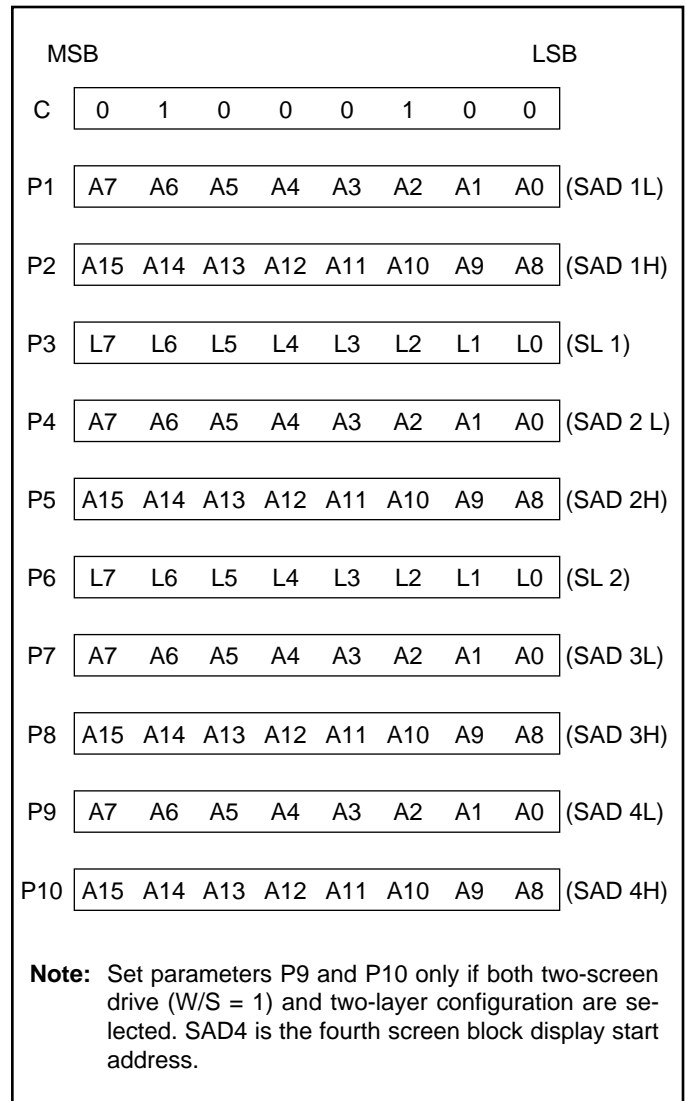 MSB LSB
C 0 1 0 0 0 1 0 0
P1 A7 A6 A5 A4 A3 A2 A1 A0 (SAD 1L)
P2 A15 A14 A13 A12 A11 A10 A9 A8 (SAD 1H)
P3 L7 L6 L5 L4 L3 L2 L1 L0 (SL 1)
P4 A7 A6 A5 A4 A3 A2 A1 A0 (SAD 2 L)
P5 A15 A14 A13 A12 A11 A10 A9 A8 (SAD 2H)
P6 L7 L6 L5 L4 L3 L2 L1 L0 (SL 2)
P7 A7 A6 A5 A4 A3 A2 A1 A0 (SAD 3L)
P8 A15 A14 A13 A12 A11 A10 A9 A8 (SAD 3H)
P9 A7 A6 A5 A4 A3 A2 A1 A0 (SAD 4L)
P10 A15 A14 A13 A12 A11 A10 A9 A8 (SAD 4H)
Note: Set parameters P9 and P10 only if both two-screen
drive (W/S = 1) and two-layer configuration are se-
lected. SAD4 is the fourth screen block display start
address.